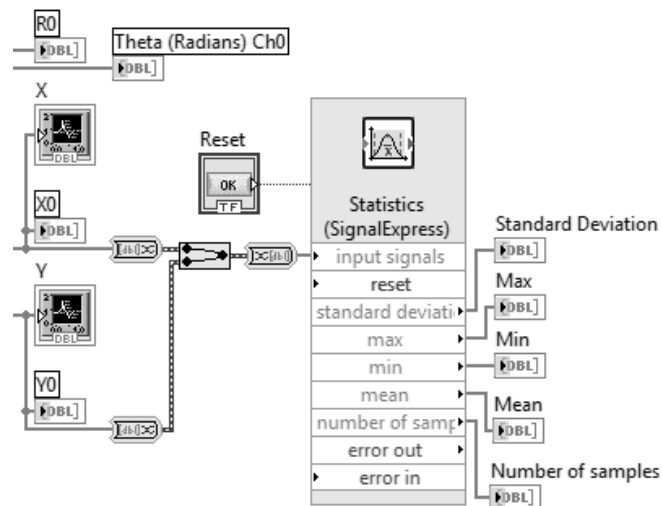 R0
DBL]
Theta (Radians) Ch0
DBL]
X
DBL
Reset
OK
TF
X0
DBL]
Statistics
(SignalExpress)
Standard Deviation
DBL]
input signals
reset
Max
DBL]
Y
DBL
standard deviati
max
Min
DBL]
min
mean
Mean
DBL]
Y0
DBL]
number of samp
error out
error in
Number of samples
DBL]